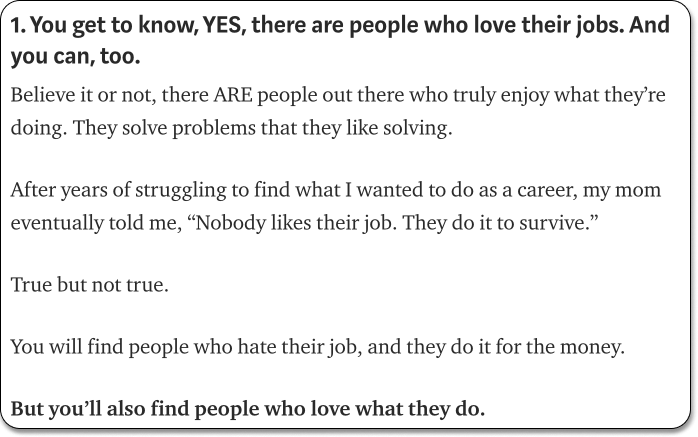 1. You get to know, YES, there are people who love their jobs. And
you can, too.
Believe it or not, there ARE people out there who truly enjoy what they’re
doing. They solve problems that they like solving.
After years of struggling to find what I wanted to do as a career, my mom
eventually told me, “Nobody likes their job. They do it to survive.”
True but not true.
You will find people who hate their job, and they do it for the money.
But you’ll also find people who love what they do.